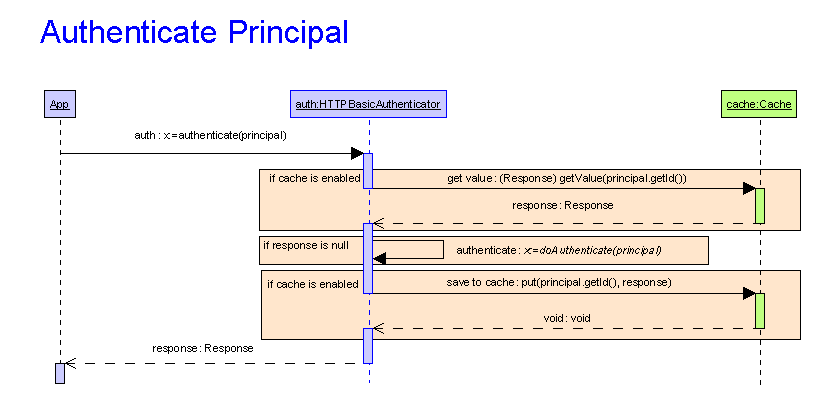 Authenticate Principal
App
auth:HTTPBasicAuthenticator
cache:Cache
auth : x=authenticate(principal)
if cache is enabled
get value : (Response) getValue(principal.getId())
response : Response
if response is null
authenticate : x=doAuthenticate(principal)
if cache is enabled
save to cache : put(principal.getId(), response)
void : void
response : Response